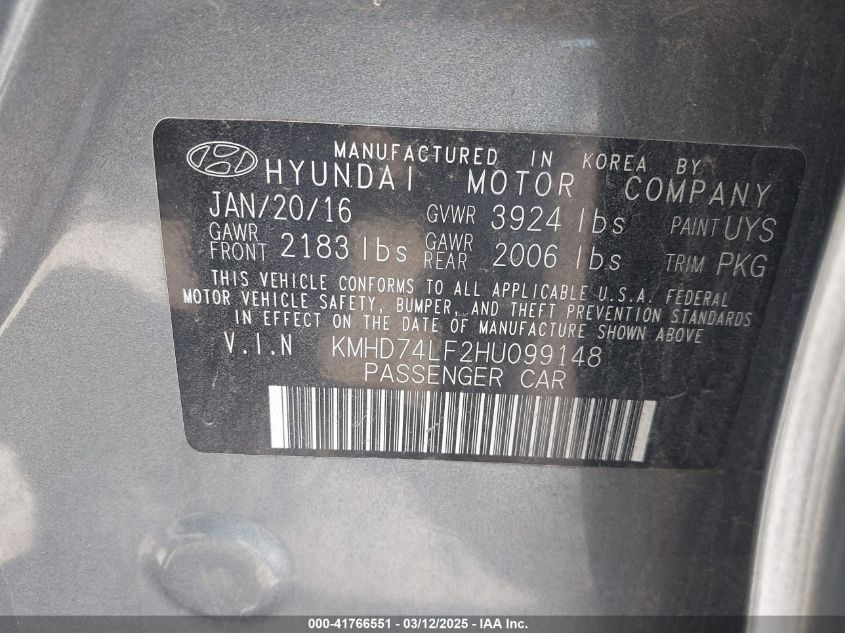 MANUFACTURED IN KOREA BY
HYUNDAI MOTOR COMPANY
JAN/20/16 GVWR 3924 lbs PAINT UYS
GAWR FRONT 2183 lbs GAWR REAR 2006 lbs TRIM PKG
THIS VEHICLE CONFORMS TO ALL APPLICABLE U.S.A. FEDERAL
MOTOR VEHICLE SAFETY, BUMPER, AND THEFT PREVENTION STANDARDS
IN EFFECT ON THE DATE OF MANUFACTURE SHOWN ABOVE
V.I.N KMHD74LF2HU099148
PASSENGER CAR
000-41766551 - 03/12/2025 - IAA Inc.